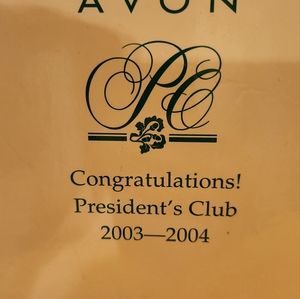 AVON
PC
Congratulations!
President's Club
2003—2004